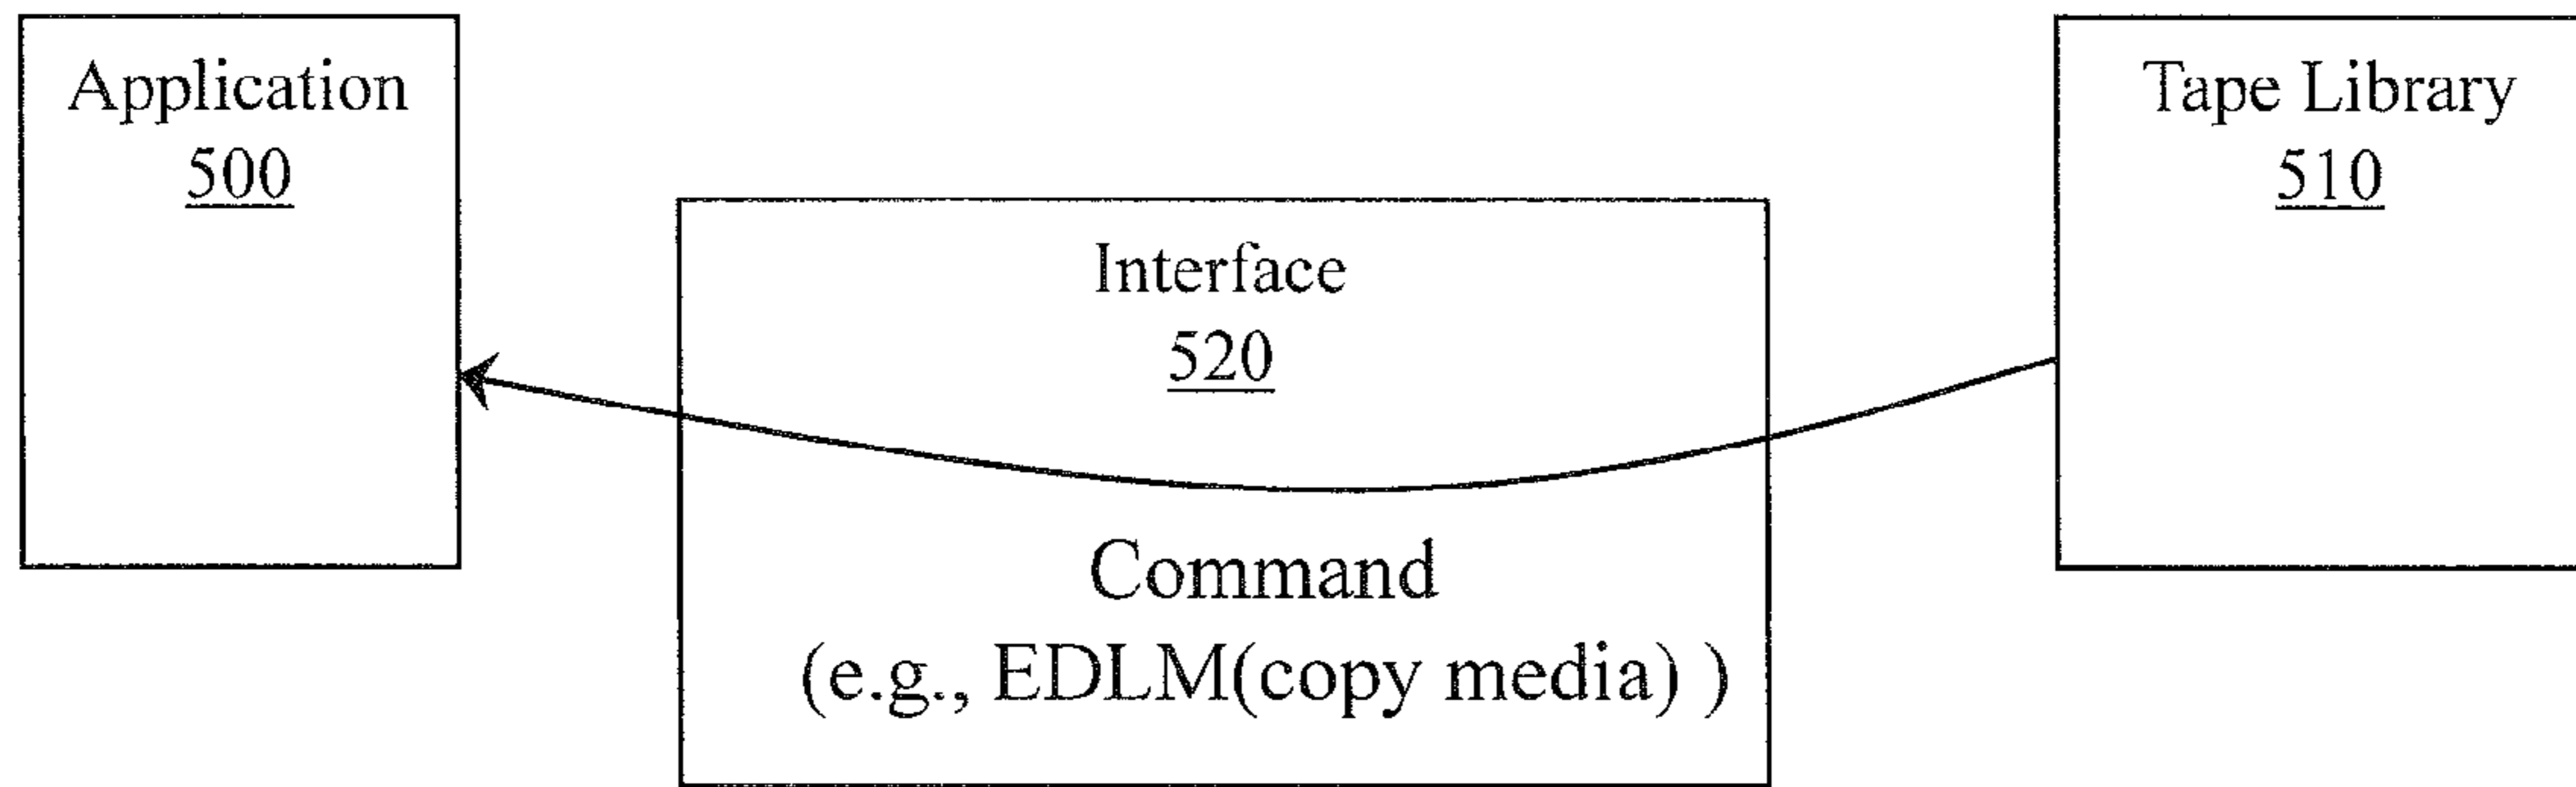 Application
500
Interface
520
Command
(e.g., EDLM(copy media) )
Tape Library
510